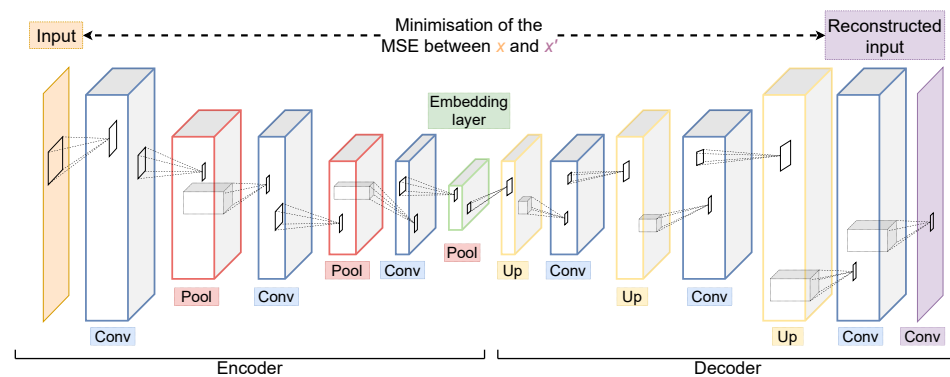 Input
Minimisation of the
MSE between x and x'
Reconstructed
input
Embedding
layer
Conv
Pool
Conv
Pool
Conv
Pool
Up
Conv
Up
Conv
Up
Conv
Conv
Encoder
Decoder